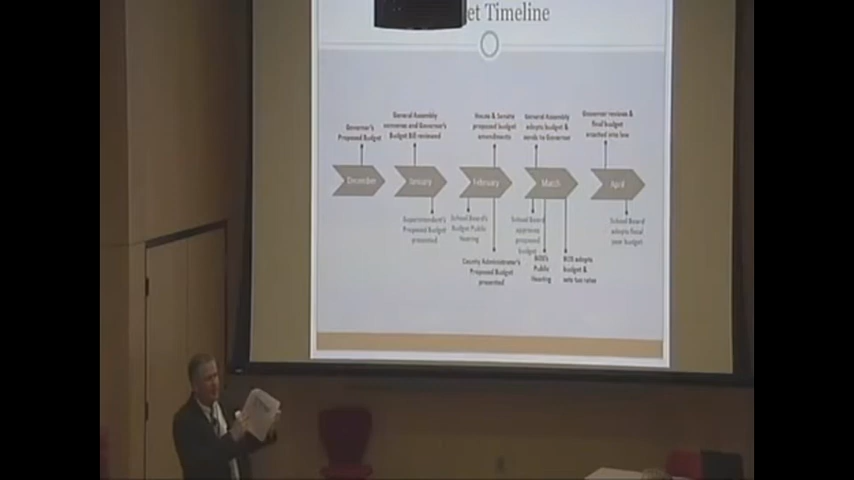 et Timeline
Governor's
Proposed Budget
General Assembly
convenes and Governor's
Budget Bill reviewed
House & Senate
proposed budget
amendments
General Assembly
adopts budget &
sends to Governor
Governor reviews &
final budget
enacted into law
December
January
February
March
April
Superintendent's
Proposed Budget
presented
School Board's
Budget Public
Hearing
County Administrator's
Proposed Budget
presented
School Board
approves
proposed
budget
BOS's
Public
Hearing
BOS adopts
budget &
sets tax rates
School Board
adopts fiscal
year budget